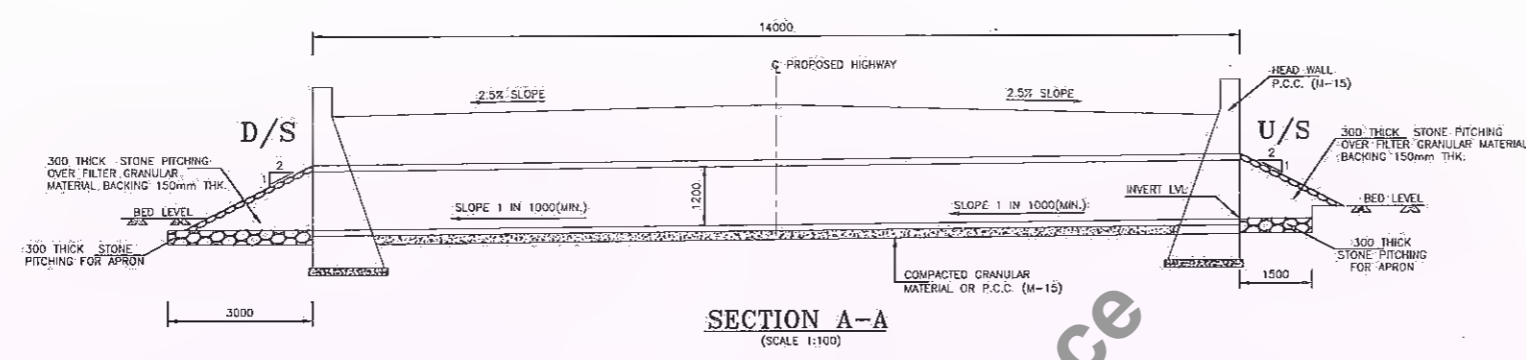 14000
℄ PROPOSED HIGHWAY
HEAD WALL
P.C.C. (M-15)
2.5% SLOPE
2.5% SLOPE
D/S
U/S
300 THICK STONE PITCHING
OVER FILTER GRANULAR
MATERIAL BACKING 150mm THK.
2
1
300 THICK STONE PITCHING
OVER FILTER GRANULAR MATERIAL
BACKING 150mm THK.
2
1
1200
INVERT LVL
BED LEVEL
BED LEVEL
SLOPE 1 IN 1000(MIN.)
SLOPE 1 IN 1000(MIN.)
300 THICK STONE
PITCHING FOR APRON
300 THICK
STONE PITCHING
FOR APRON
COMPACTED GRANULAR
MATERIAL OR P.C.C. (M-15)
1500
3000
SECTION A-A
(SCALE 1:100)
ce